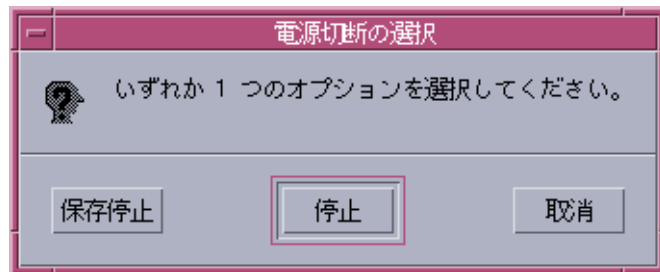 電源切断の選択
いずれか 1 つのオプションを選択してください。
保存停止
停止
取消